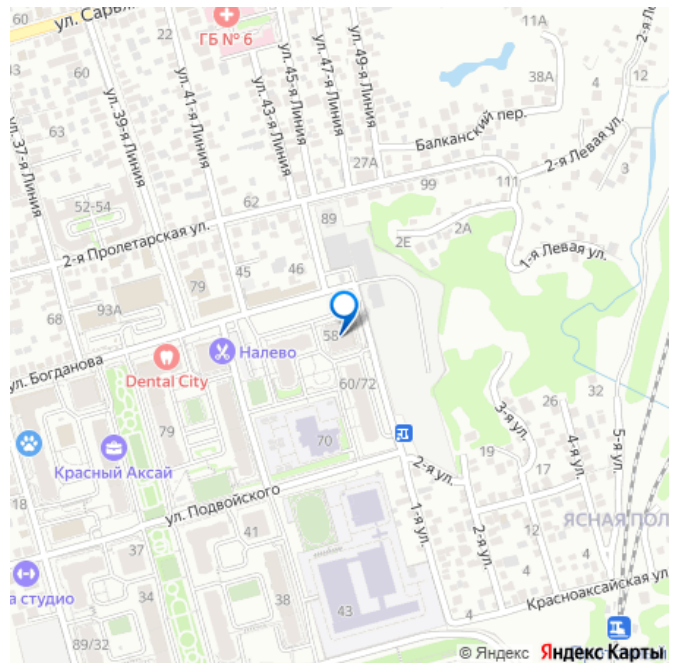 60
ул. Сарья
ГБ № 6
11А
2-я Ле
60
60
38А
4
12
ул. 37-я Линия
ул. 39-я Линия
ул. 41-я Линия
ул. 43-я Линия
ул. 45-я Линия
ул. 47-я Линия
ул. 49-я Линия
63
Балканский пер.
2-я Левая ул.
27А
3
99
111
52-54
62
89
2-я Пролетарская ул.
2Е
2А
1-я Левая ул.
45
46
79
68
93А
58
Налево
ул. Богданова
Dental City
60/72
32
3-я ул.
26
5-я ул.
4-я ул.
79
70
Красный Аксай
19
17
2-я ул.
18
ул. Подвойского
1-я ул.
2-я ул.
12
ЯСНАЯ ПОЛ
41
37
4
4
а студио
34
38
43
4
Красноаксайская ул
89/32
© Яндекс Яндекс Карты